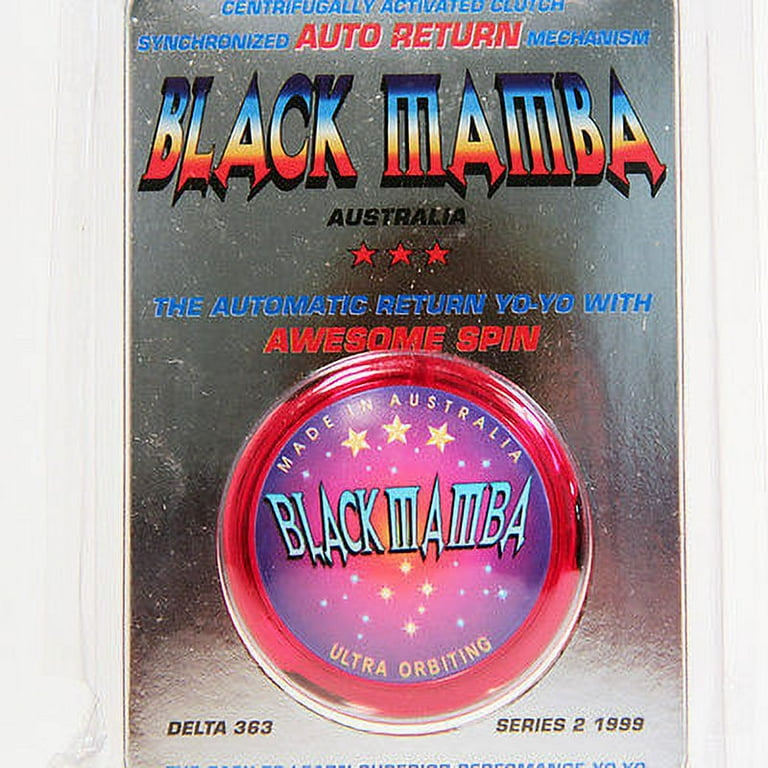 CENTRIFUGALLY ACTIVATED CLUTCH
SYNCHRONIZED AUTO RETURN MECHANISM
BLACK MAMBA
AUSTRALIA
THE AUTOMATIC RETURN YO-YO WITH
AWESOME SPIN
MADE IN AUSTRALIA
BLACK MAMBA
ULTRA ORBITING
DELTA 363
SERIES 2 1999